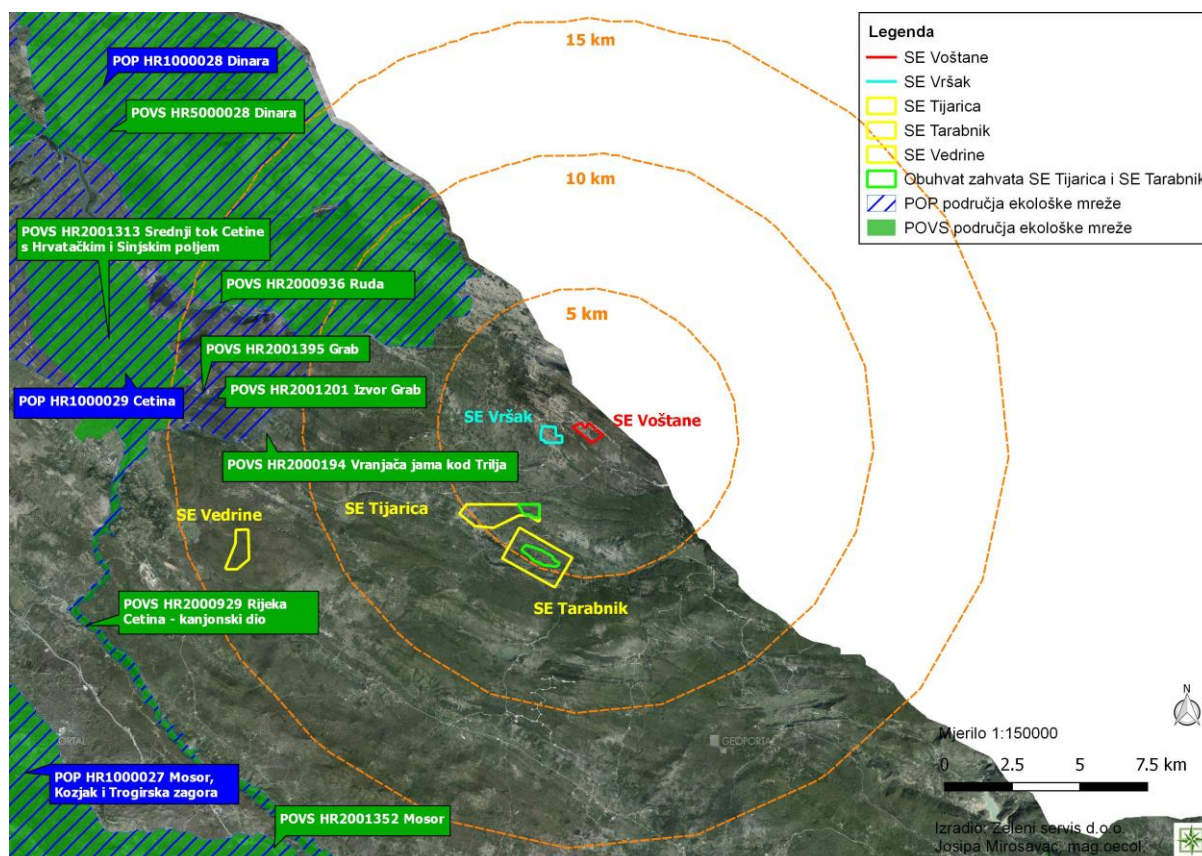 15 km
10 km
5 km
POP HR1000028 Dinara
POVS HR5000028 Dinara
POVS HR2001313 Srednji tok Cetine
s Hrvatačkim i Sinjskim poljem
POVS HR2000936 Ruda
POVS HR2001395 Grab
POVS HR2001201 Izvor Grab
POP HR1000029 Cetina
POVS HR2000194 Vranjača jama kod Trilja
SE Vršak
SE Voštane
SE Tijarica
SE Vedrine
SE Tarabnik
POVS HR2000929 Rijeka
Cetina - kanjonski dio
POP HR1000027 Mosor,
Kozjak i Trogirska zagora
POVS HR2001352 Mosor
Legenda
SE Voštane
SE Vršak
SE Tijarica
SE Tarabnik
SE Vedrine
Obuhvat zahvata SE Tijarica i SE Tarabnik
POP područja ekološke mreže
POVS područja ekološke mreže
N
Mjerilo 1:150000
0 2.5 5 7.5 km
GEOPORTAL
Izradio: Zeleni servis d.o.o.
Josipa Mirosavac, mag.oecol.